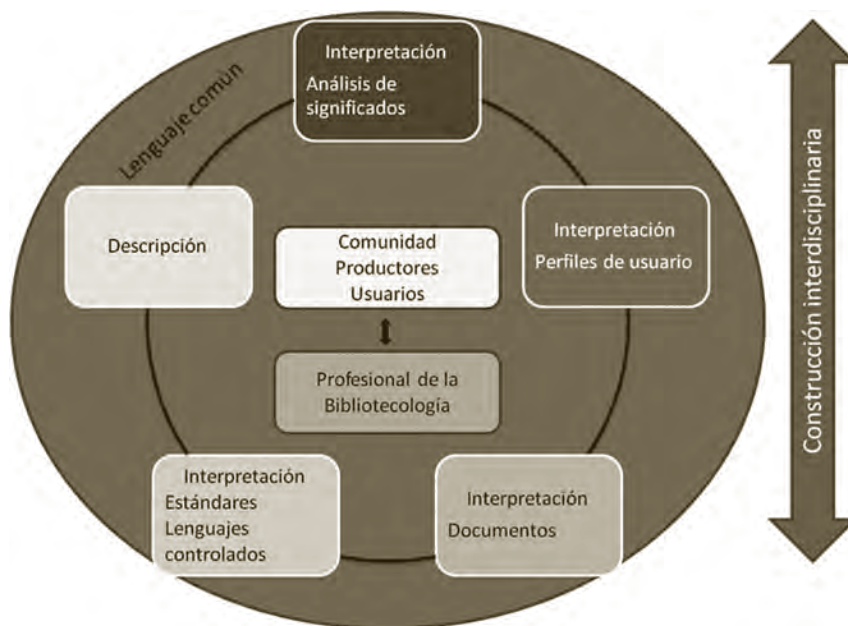 Interpretación
Análisis de
significados
Lenguaje común
Descripción
Comunidad
Productores
Usuarios
Interpretación
Perfiles de usuario
Profesional de la
Bibliotecología
Interpretación
Estándares
Lenguajes
controlados
Interpretación
Documentos
Construcción interdisciplinaria